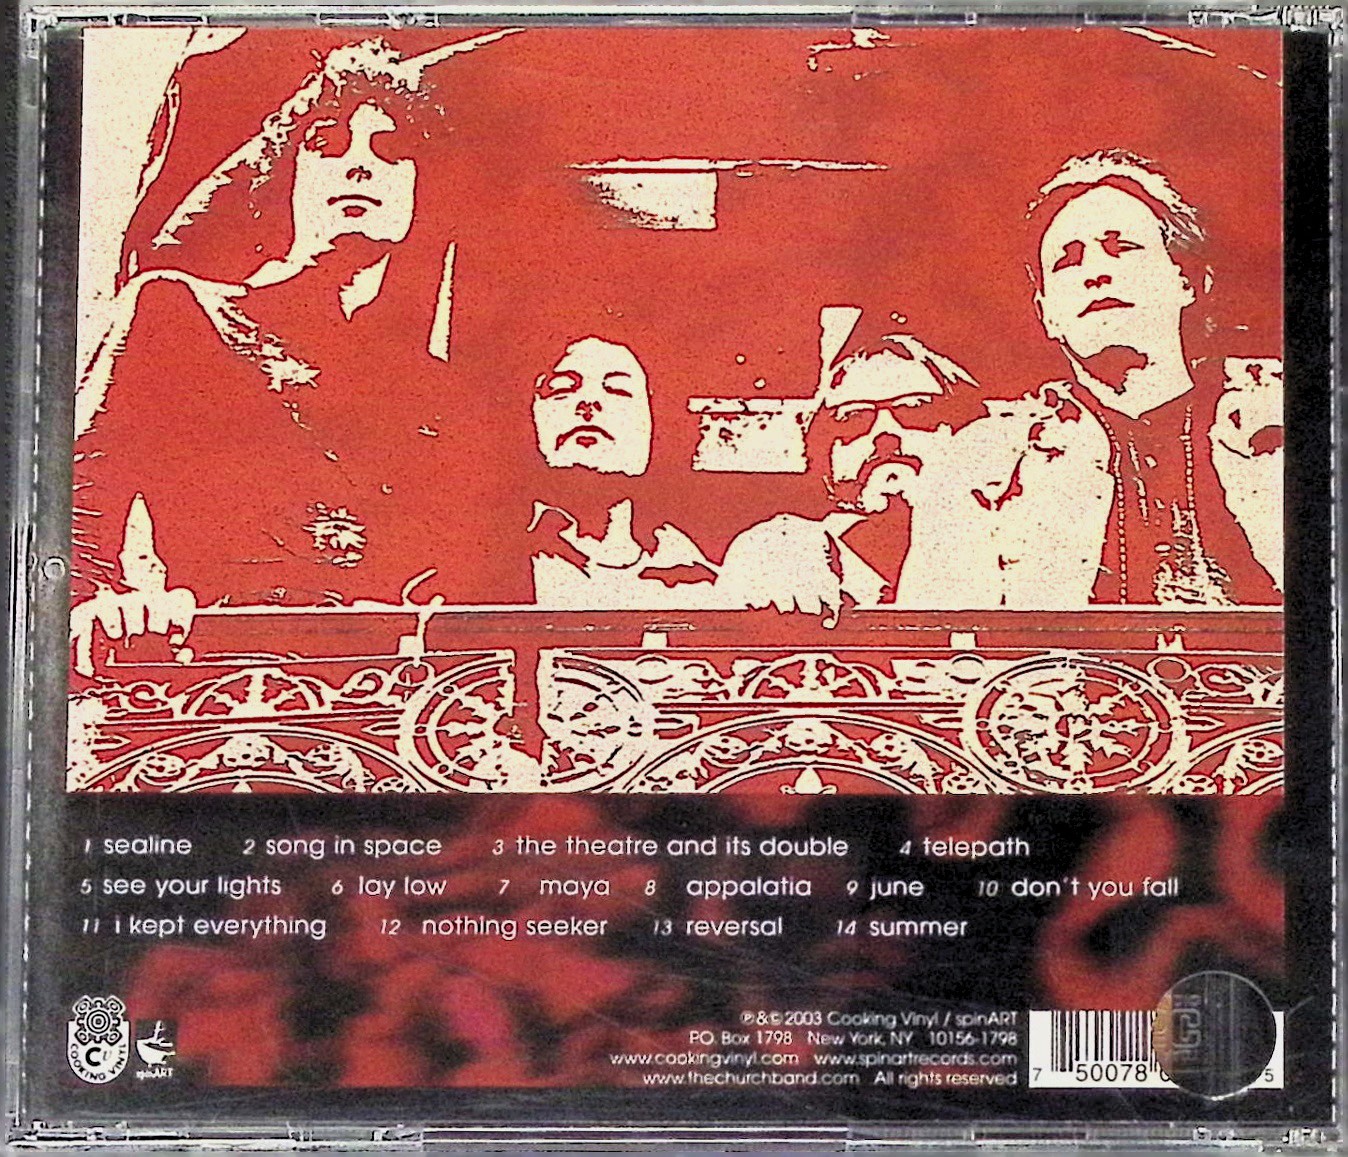 1 sealine 2 song in space 3 the theatre and its double 4 telepath
5 see your lights 6 lay low 7 maya 8 appalatia 9 june 10 don't you fall
11 i kept everything 12 nothing seeker 13 reversal 14 summer
COOKING VINYL
spinART
℗&© 2003 Cooking Vinyl / spinART
P.O. Box 1798 New York, NY 10156-1798
www.cookingvinyl.com www.spinartrecords.com
www.thechurchband.com All rights reserved
7 50078
5